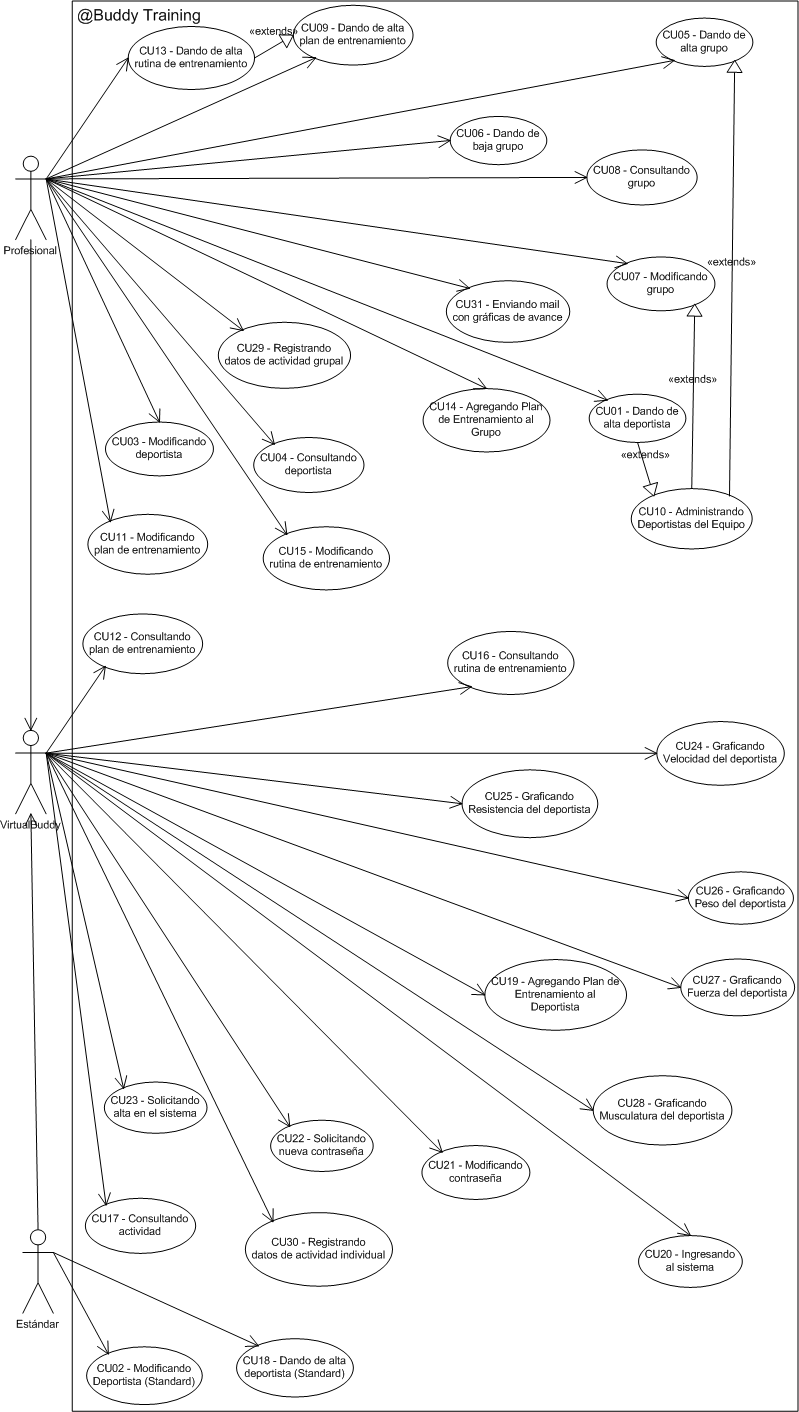 @Buddy Training
CU13 - Dando de alta
rutina de entrenamiento
«extends»
CU09 - Dando de alta
plan de entrenamiento
CU05 - Dando de
alta grupo
CU06 - Dando de
baja grupo
CU08 - Consultando
grupo
Profesional
«extends»
CU07 - Modificando
grupo
CU31 - Enviando mail
con gráficas de avance
CU29 - Registrando
datos de actividad grupal
«extends»
CU14 - Agregando Plan
de Entrenamiento al
Grupo
CU01 - Dando de
alta deportista
CU03 - Modificando
deportista
CU04 - Consultando
deportista
«extends»
CU10 - Administrando
Deportistas del Equipo
CU11 - Modificando
plan de entrenamiento
CU15 - Modificando
rutina de entrenamiento
CU12 - Consultando
plan de entrenamiento
CU16 - Consultando
rutina de entrenamiento
CU24 - Graficando
Velocidad del deportista
CU25 - Graficando
Resistencia del deportista
VirtualBuddy
CU26 - Graficando
Peso del deportista
CU19 - Agregando Plan de
Entrenamiento al
Deportista
CU27 - Graficando
Fuerza del deportista
CU23 - Solicitando
alta en el sistema
CU28 - Graficando
Musculatura del deportista
CU22 - Solicitando
nueva contraseña
CU21 - Modificando
contraseña
CU17 - Consultando
actividad
CU30 - Registrando
datos de actividad individual
CU20 - Ingresando
al sistema
Estándar
CU02 - Modificando
Deportista (Standard)
CU18 - Dando de alta
deportista (Standard)